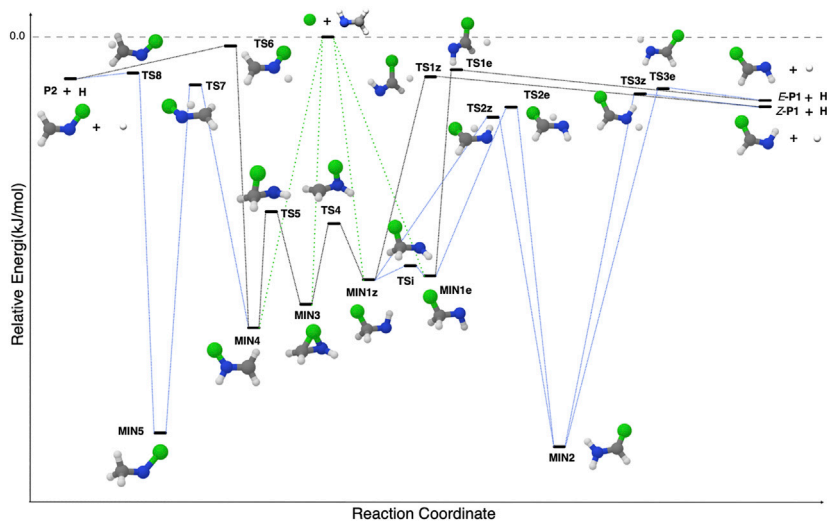 0.0
+
TS6
TS8
P2 + H
+
TS7
TS1z
TS1e
TS3z
TS3e
+
E-P1 + H
Z-P1 + H
TS2z
TS2e
+
TS5
TS4
TSi
MIN1z
MIN1e
MIN3
MIN4
MIN5
MIN2
Relative Energi(kJ/mol)
Reaction Coordinate